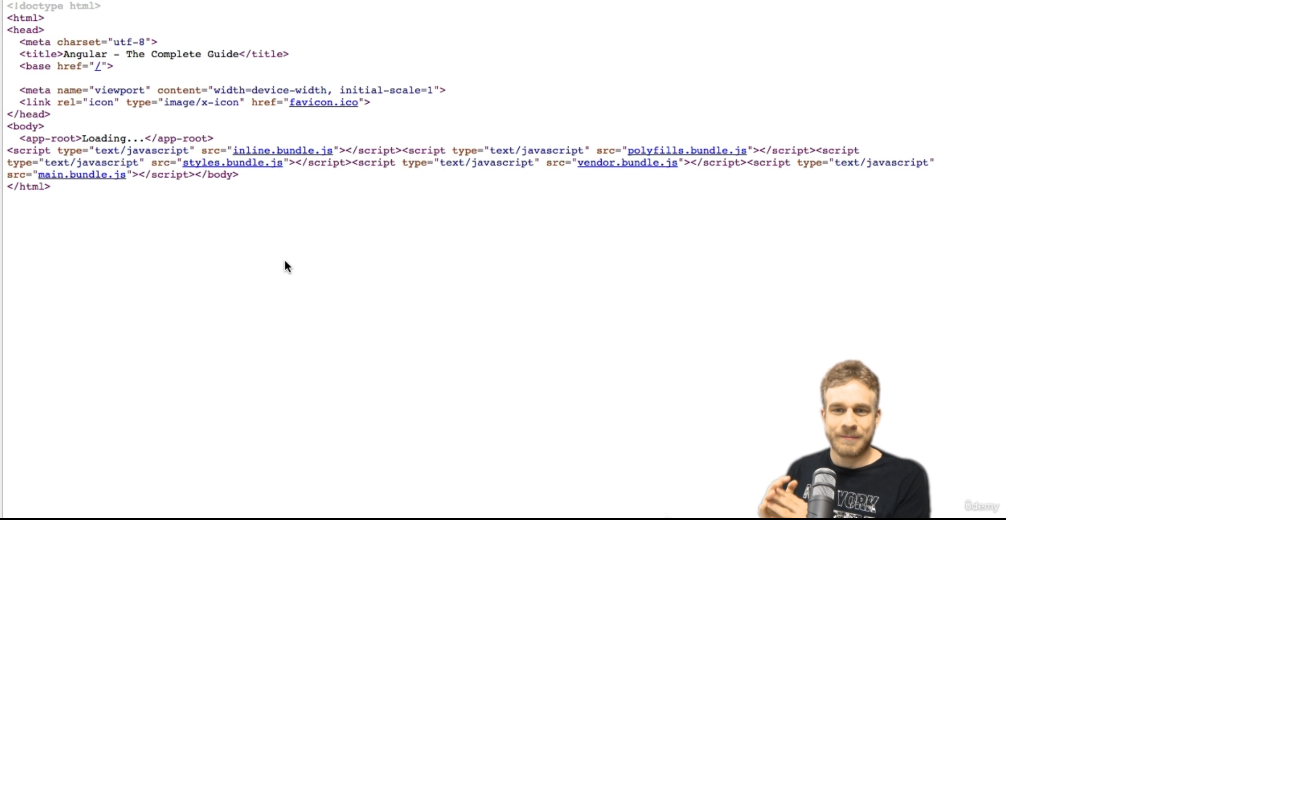 <!doctype html>
<html>
<head>
<meta charset="utf-8">
<title>Angular - The Complete Guide</title>
<base href="/">
<meta name="viewport" content="width=device-width, initial-scale=1">
<link rel="icon" type="image/x-icon" href="favicon.ico">
</head>
<body>
<app-root>Loading...</app-root>
<script type="text/javascript" src="inline.bundle.js"></script><script type="text/javascript" src="polyfills.bundle.js"></script><script
type="text/javascript" src="styles.bundle.js"></script><script type="text/javascript" src="vendor.bundle.js"></script><script type="text/javascript"
src="main.bundle.js"></script></body>
</html>
YORK
Udemy